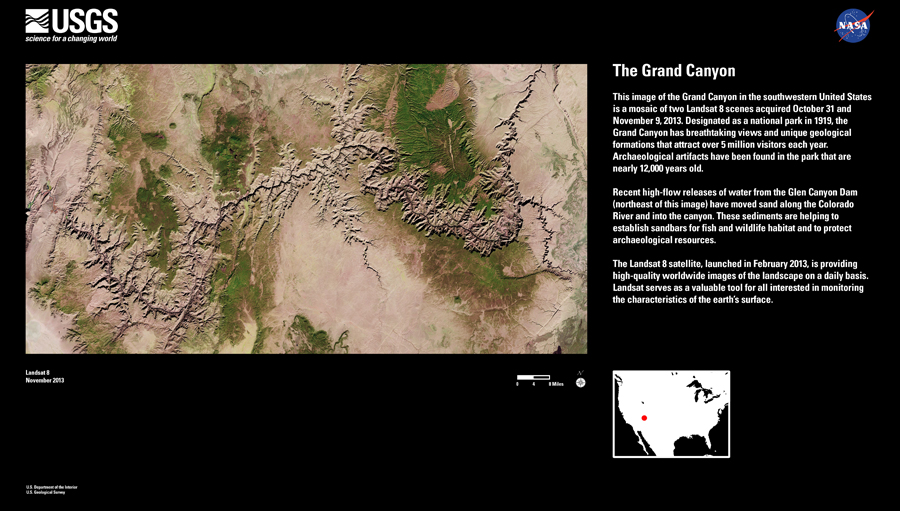 USGS
science for a changing world
NASA
The Grand Canyon
This image of the Grand Canyon in the southwestern United States
is a mosaic of two Landsat 8 scenes acquired October 31 and
November 9, 2013. Designated as a national park in 1919, the
Grand Canyon has breathtaking views and unique geological
formations that attract over 5 million visitors each year.
Archaeological artifacts have been found in the park that are
nearly 12,000 years old.
Recent high-flow releases of water from the Glen Canyon Dam
(northeast of this image) have moved sand along the Colorado
River and into the canyon. These sediments are helping to
establish sandbars for fish and wildlife habitat and to protect
archaeological resources.
The Landsat 8 satellite, launched in February 2013, is providing
high-quality worldwide images of the landscape on a daily basis.
Landsat serves as a valuable tool for all interested in monitoring
the characteristics of the earth's surface.
Landsat 8
November 2013
0 4 8 Miles
N
U.S. Department of the Interior
U.S. Geological Survey